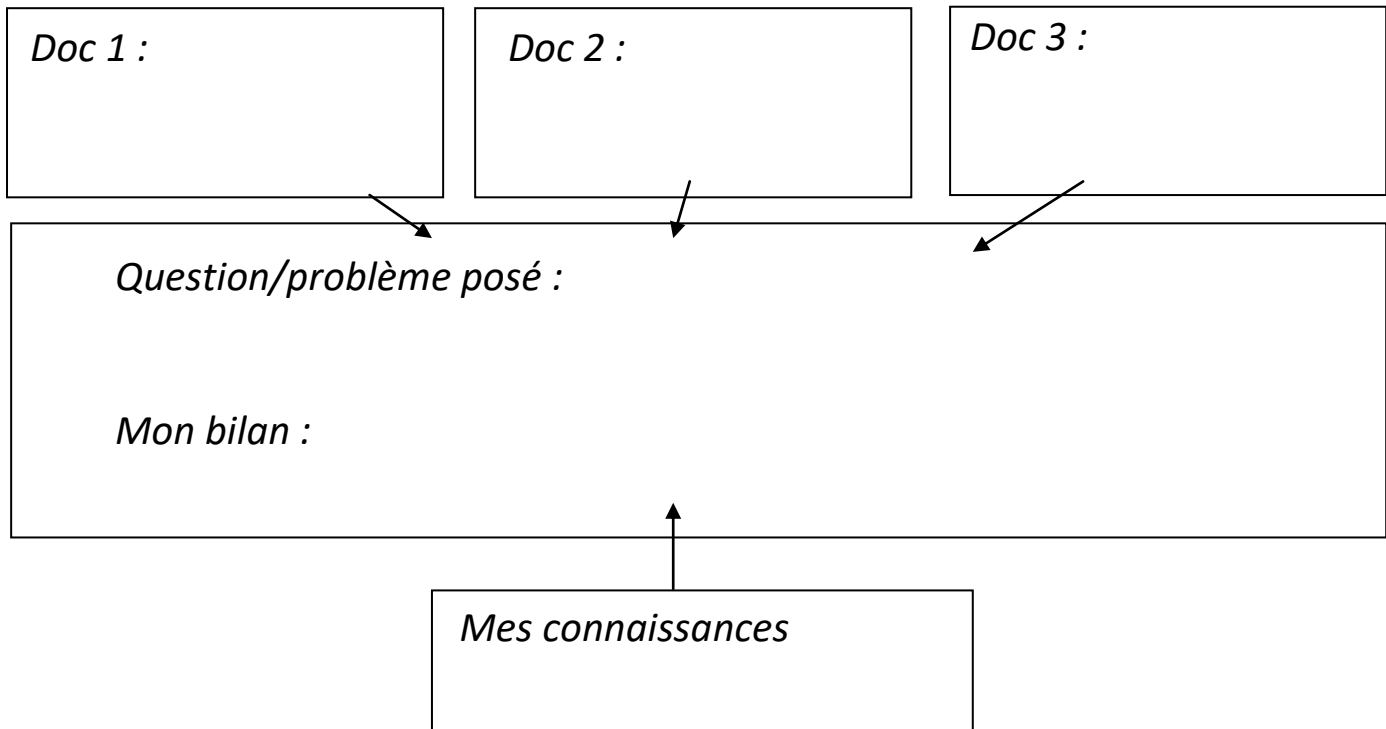 Doc 1 :
Doc 2 :
Doc 3 :
Question/problème posé :
Mon bilan :
Mes connaissances